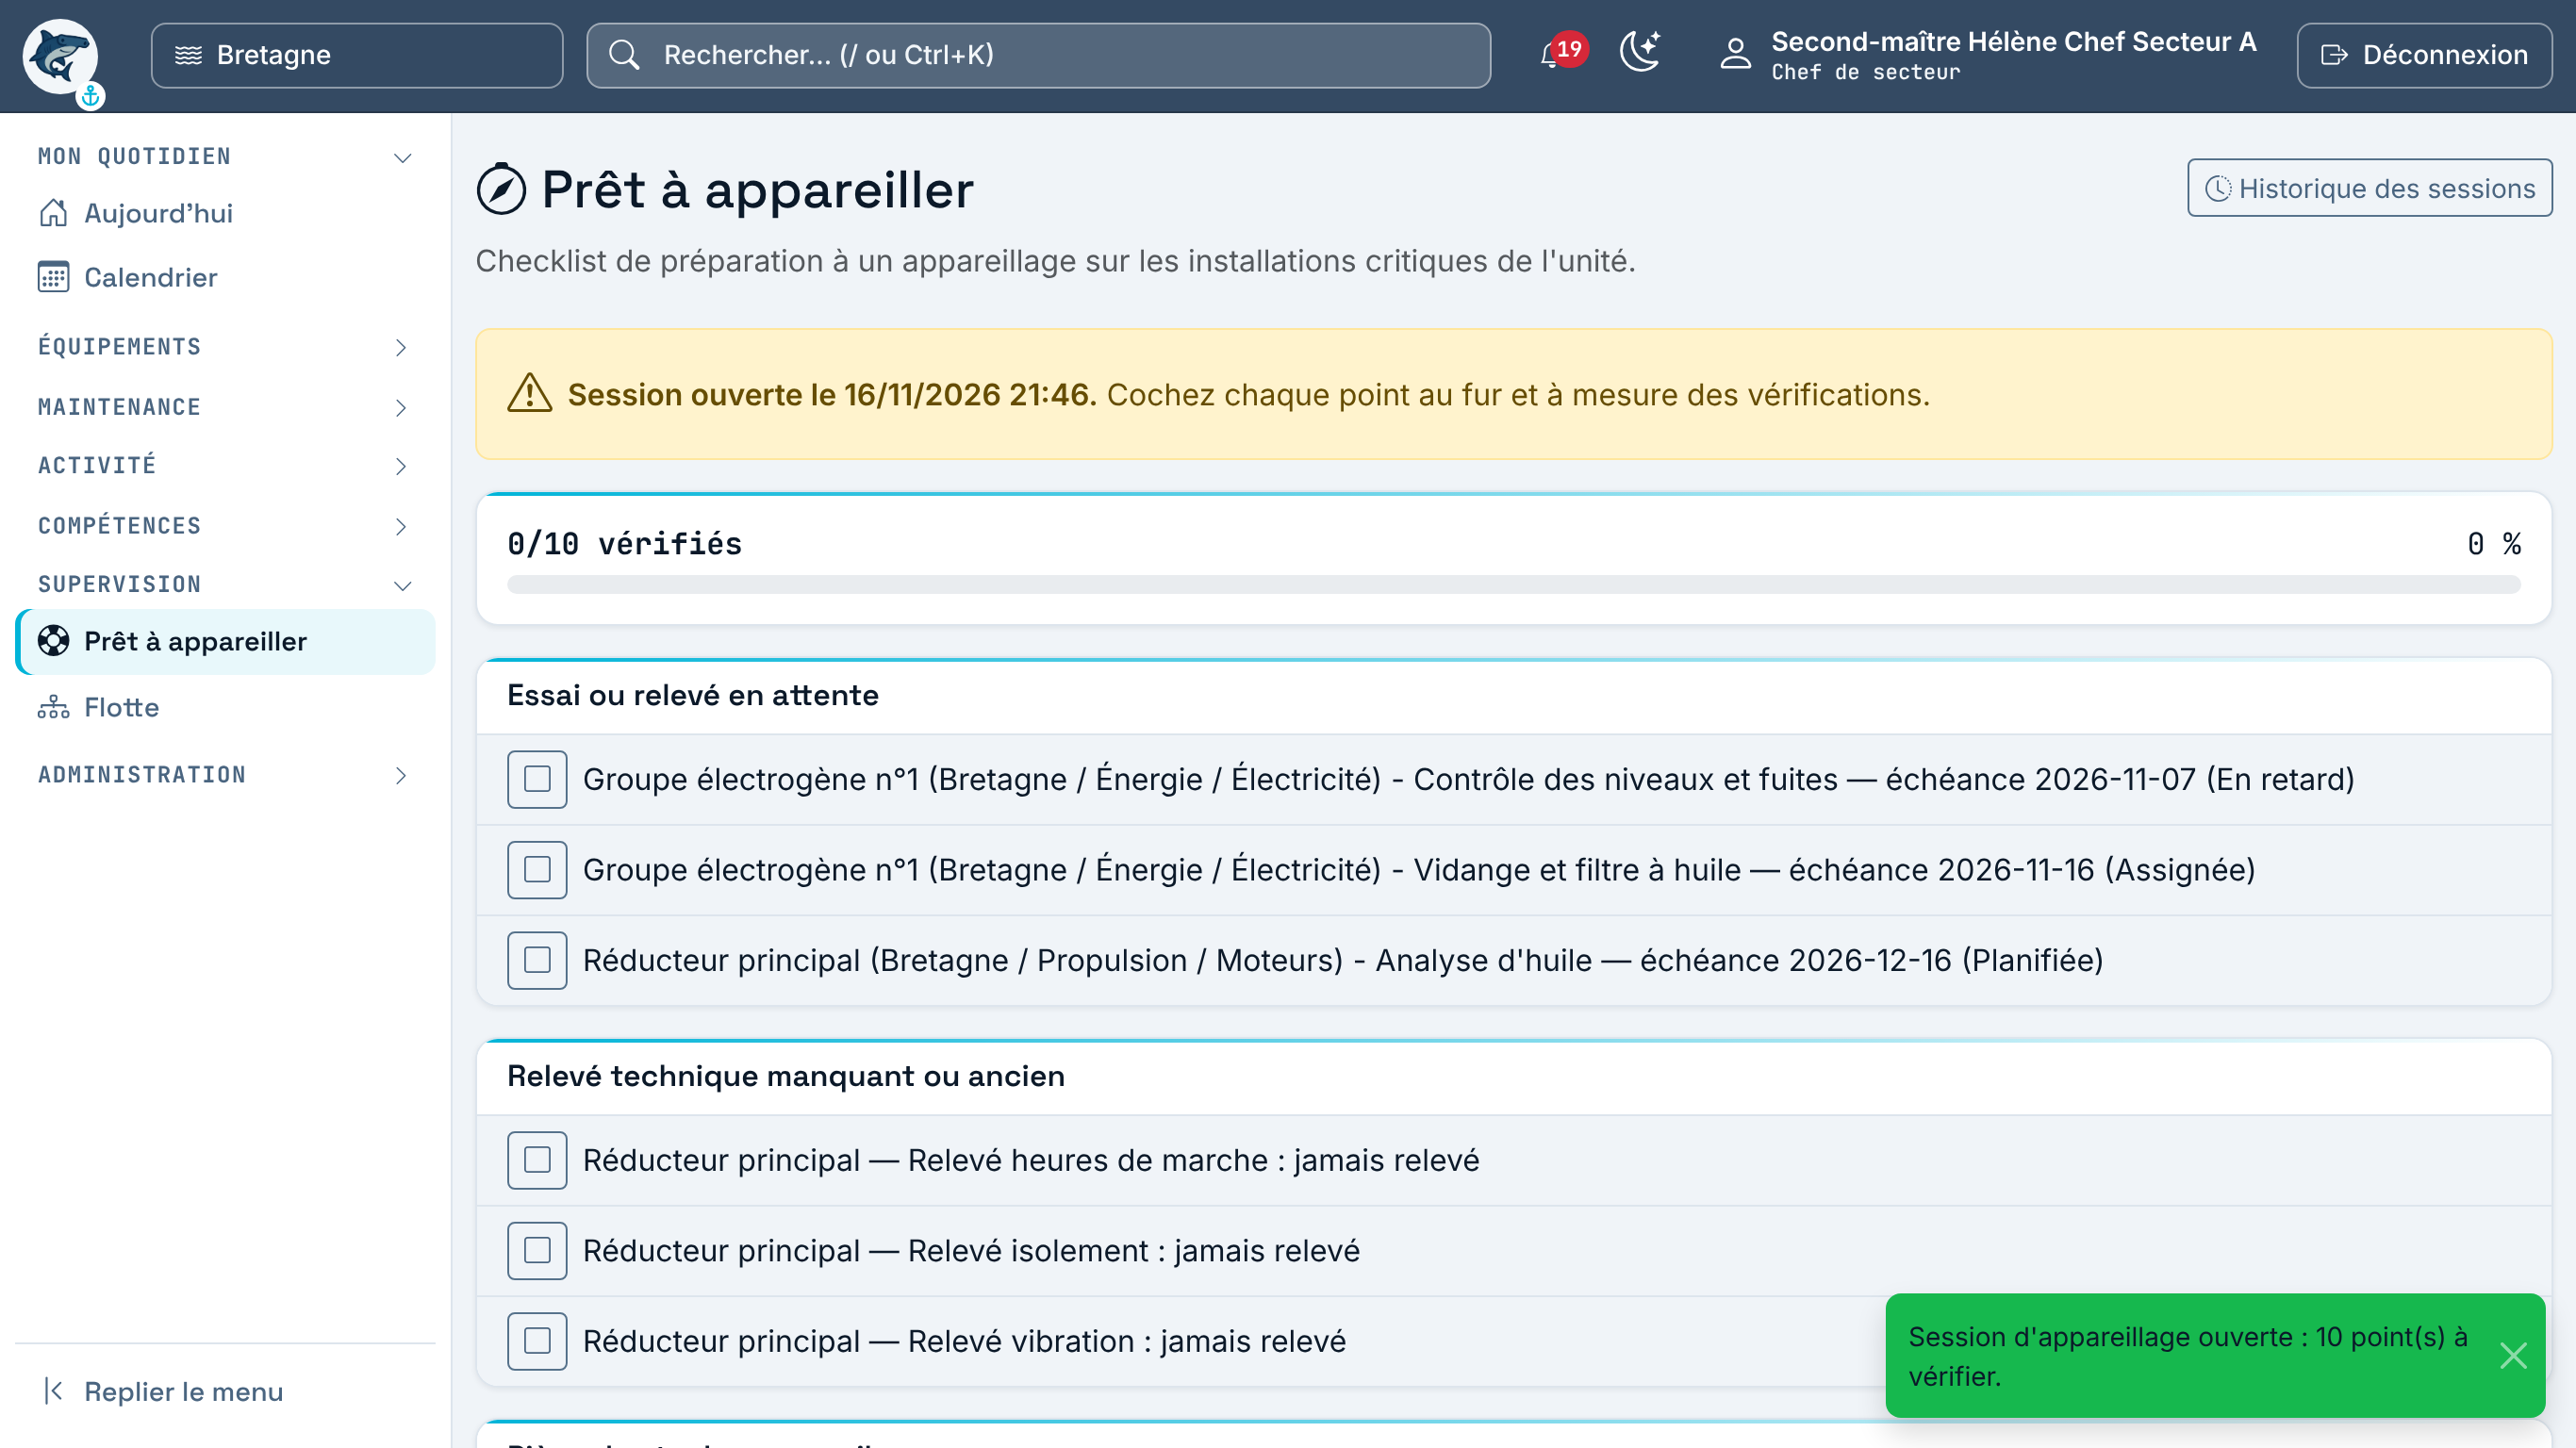 Bretagne
Rechercher... (/ ou Ctrl+K)
19
Second-maître Hélène Chef Secteur A
Chef de secteur
Déconnexion
MON QUOTIDIEN
Aujourd'hui
Calendrier
ÉQUIPEMENTS
MAINTENANCE
ACTIVITÉ
COMPÉTENCES
SUPERVISION
Prêt à appareiller
Flotte
ADMINISTRATION
Replier le menu
Prêt à appareiller
Historique des sessions
Checklist de préparation à un appareillage sur les installations critiques de l'unité.
Session ouverte le 16/11/2026 21:46. Cochez chaque point au fur et à mesure des vérifications.
0/10 vérifiés
0 %
Essai ou relevé en attente
Groupe électrogène n°1 (Bretagne / Énergie / Électricité) - Contrôle des niveaux et fuites — échéance 2026-11-07 (En retard)
Groupe électrogène n°1 (Bretagne / Énergie / Électricité) - Vidange et filtre à huile — échéance 2026-11-16 (Assignée)
Réducteur principal (Bretagne / Propulsion / Moteurs) - Analyse d'huile — échéance 2026-12-16 (Planifiée)
Relevé technique manquant ou ancien
Réducteur principal — Relevé heures de marche : jamais relevé
Réducteur principal — Relevé isolement : jamais relevé
Réducteur principal — Relevé vibration : jamais relevé
Session d'appareillage ouverte : 10 point(s) à
vérifier.